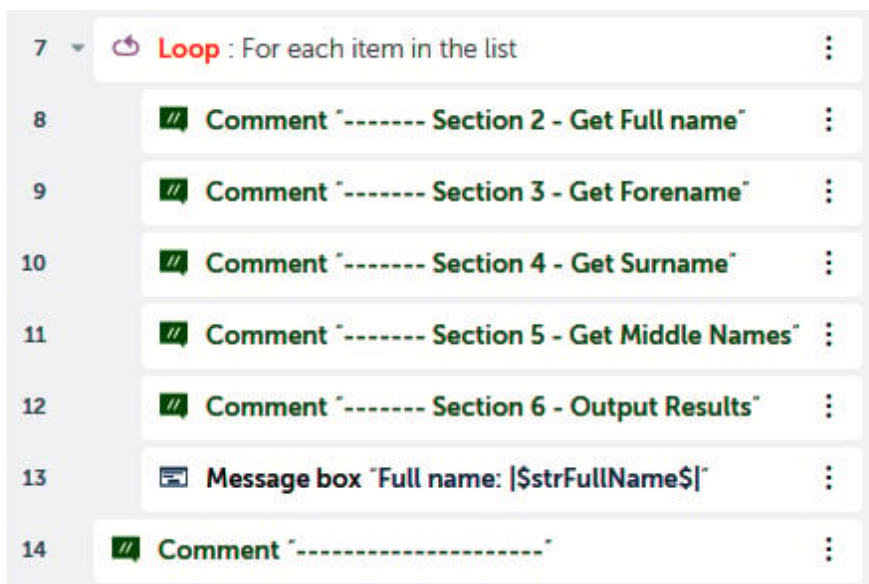 7 Loop : For each item in the list
8 Comment "------- Section 2 - Get Full name"
9 Comment "------- Section 3 - Get Forename"
10 Comment "------- Section 4 - Get Surname"
11 Comment "------- Section 5 - Get Middle Names"
12 Comment "------- Section 6 - Output Results"
13 Message box "Full name: |$strFullName$|"
14 Comment "---------------------"